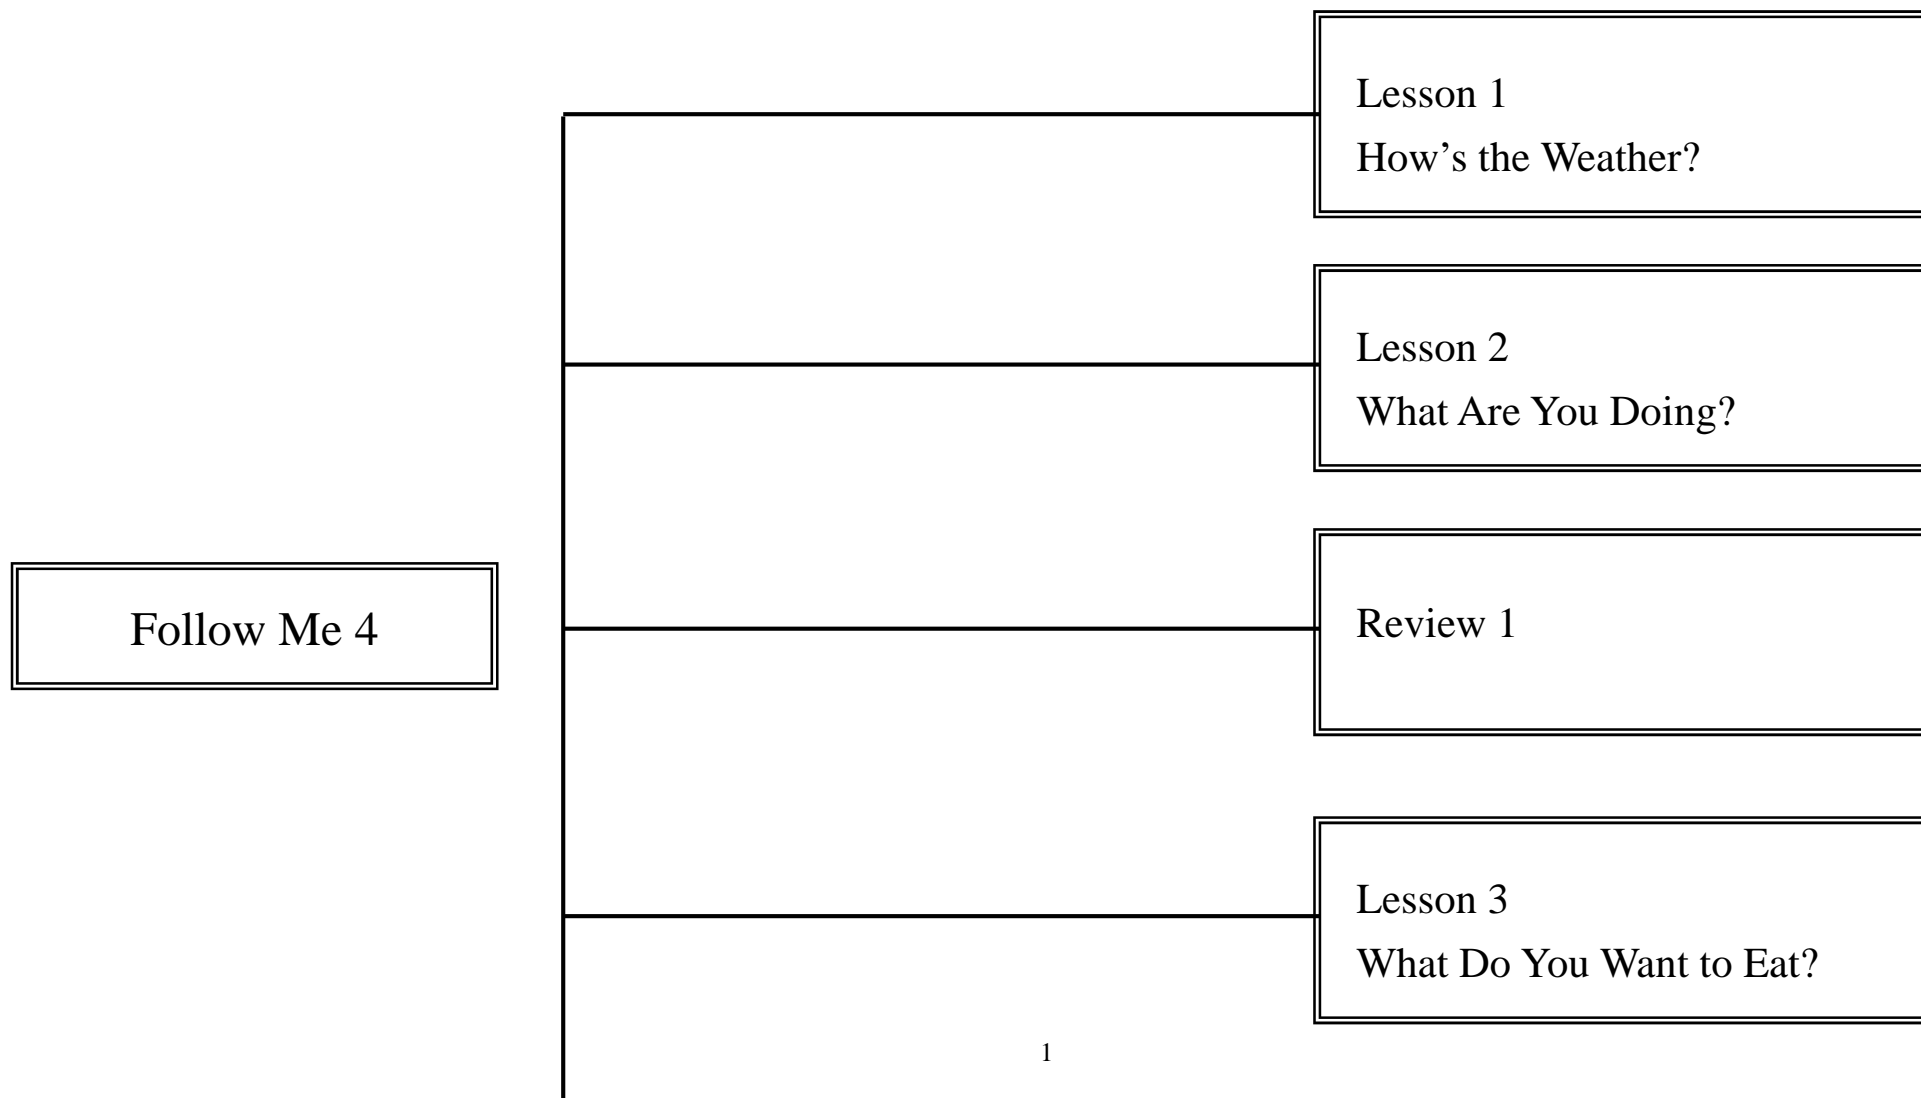 Lesson 1
How's the Weather?
Lesson 2
What Are You Doing?
Follow Me 4
Review 1
Lesson 3
What Do You Want to Eat?
1